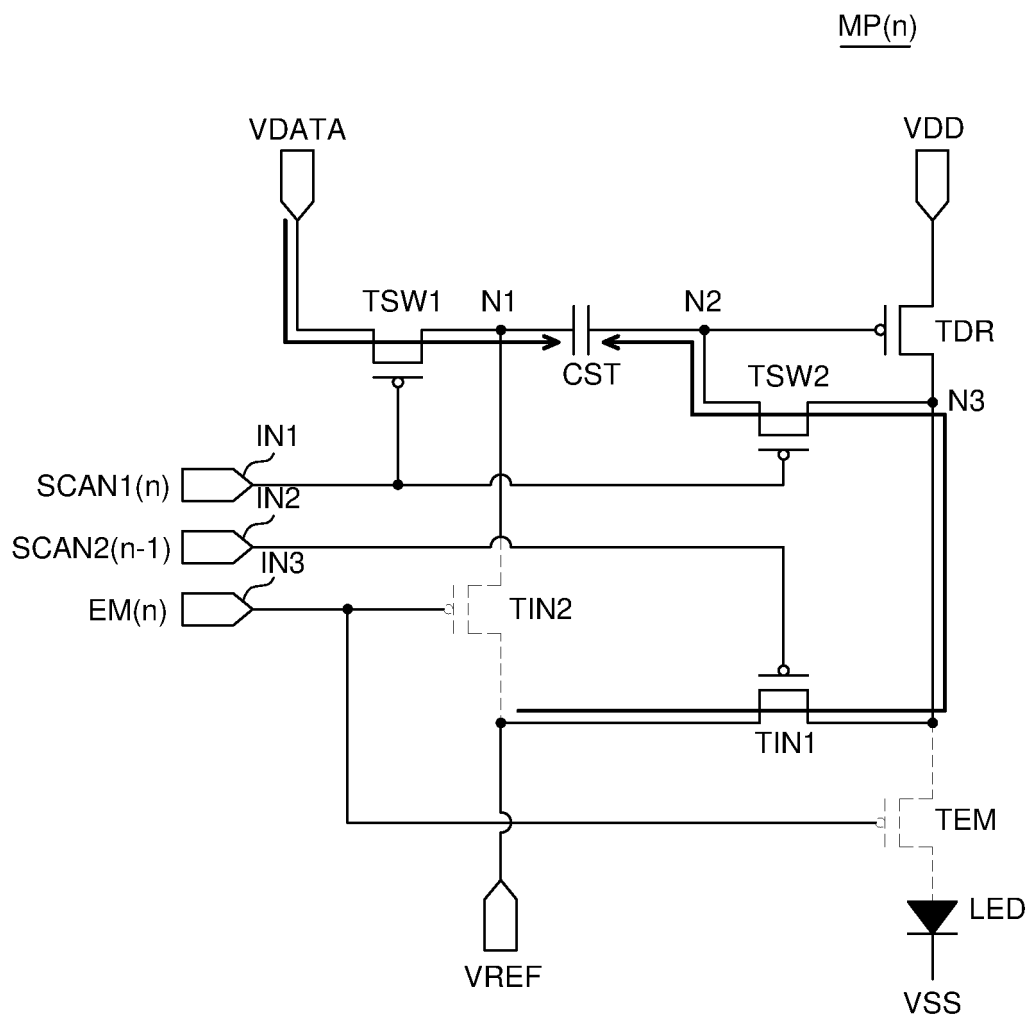 MP(n)
VDATA
VDD
TSW1
N1
N2
TDR
CST
TSW2
N3
IN1
SCAN1(n)
IN2
SCAN2(n-1)
IN3
EM(n)
TIN2
TIN1
TEM
LED
VREF
VSS